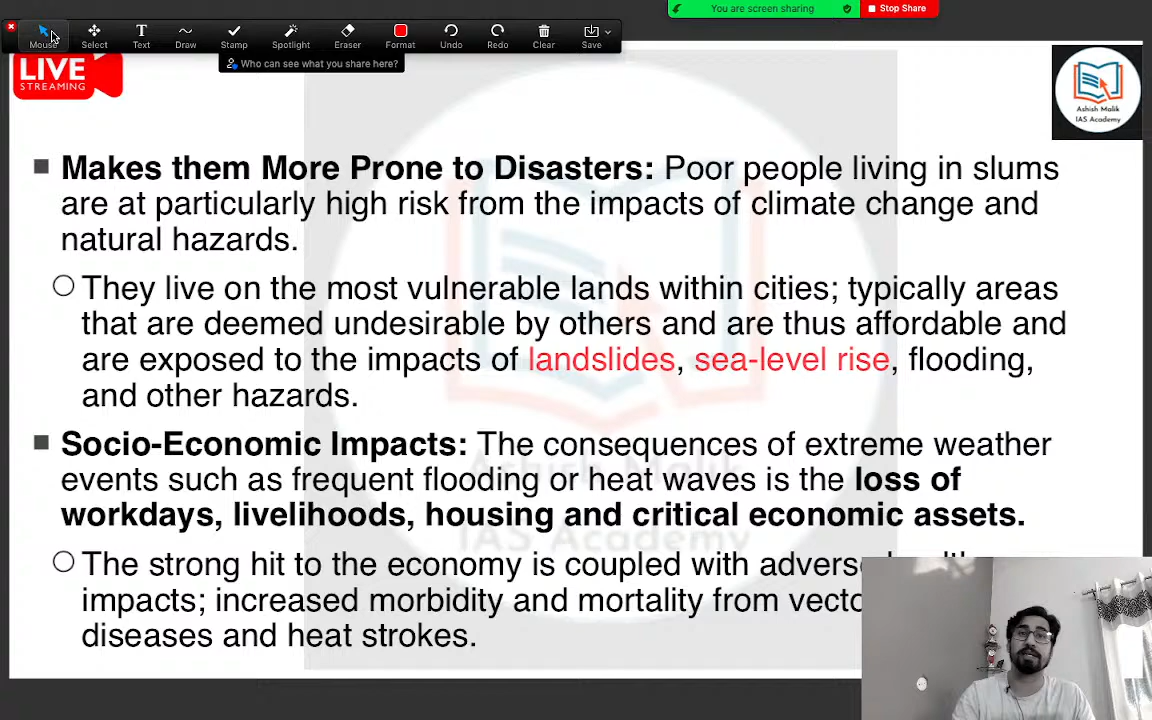 You are screen sharing
Stop Share
Mouse
Select
Text
Draw
Stamp
Spotlight
Eraser
Format
Undo
Redo
Clear
Save
Who can see what you share here?
LIVE
STREAMING
Ashish Malik
IAS Academy
Makes them More Prone to Disasters: Poor people living in slums
are at particularly high risk from the impacts of climate change and
natural hazards.
They live on the most vulnerable lands within cities; typically areas
that are deemed undesirable by others and are thus affordable and
are exposed to the impacts of landslides, sea-level rise, flooding,
and other hazards.
Socio-Economic Impacts: The consequences of extreme weather
events such as frequent flooding or heat waves is the loss of
workdays, livelihoods, housing and critical economic assets.
The strong hit to the economy is coupled with
impacts; increased morbidity and mortality from
diseases and heat strokes.
Ashish Malik
IAS Academy